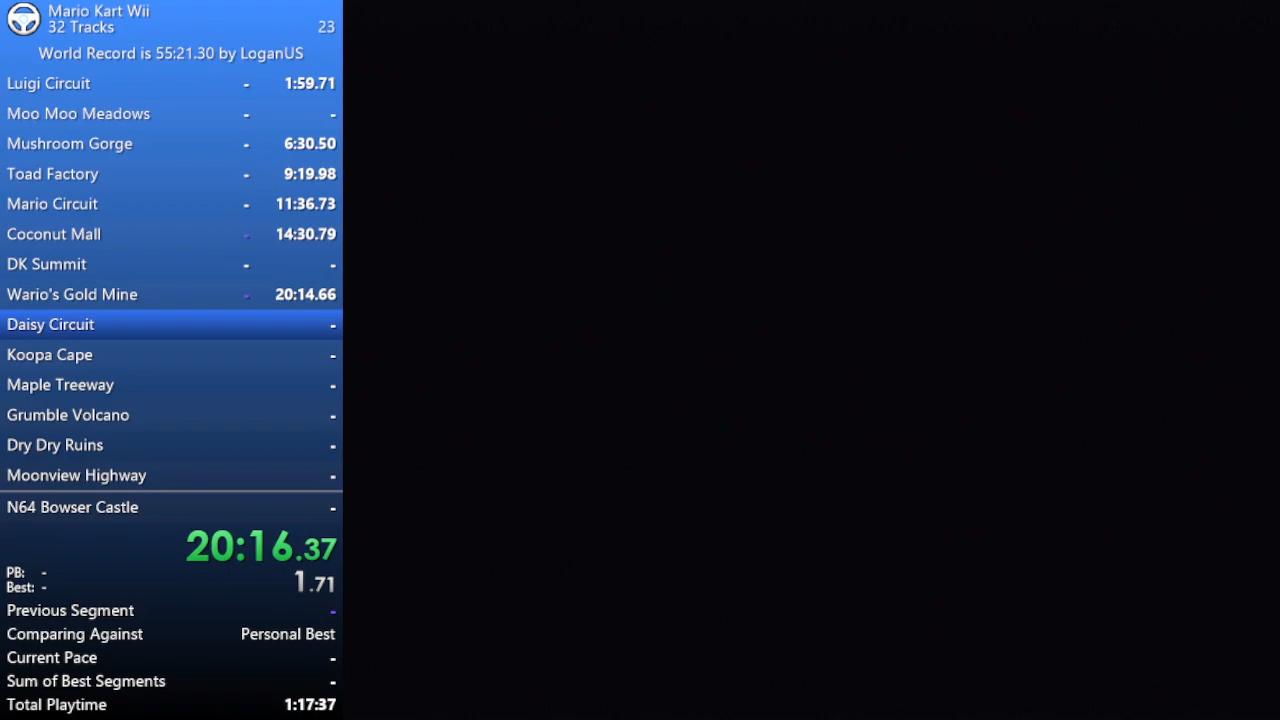 Mario Kart Wii
32 Tracks 23
World Record is 55:21.30 by LoganUS
Luigi Circuit - 1:59.71
Moo Moo Meadows - -
Mushroom Gorge - 6:30.50
Toad Factory - 9:19.98
Mario Circuit - 11:36.73
Coconut Mall - 14:30.79
DK Summit - -
Wario's Gold Mine - 20:14.66
Daisy Circuit -
Koopa Cape -
Maple Treeway -
Grumble Volcano -
Dry Dry Ruins -
Moonview Highway -
N64 Bowser Castle -
20:16.37
PB: -
Best: -
1.71
Previous Segment -
Comparing Against Personal Best
Current Pace -
Sum of Best Segments -
Total Playtime 1:17:37